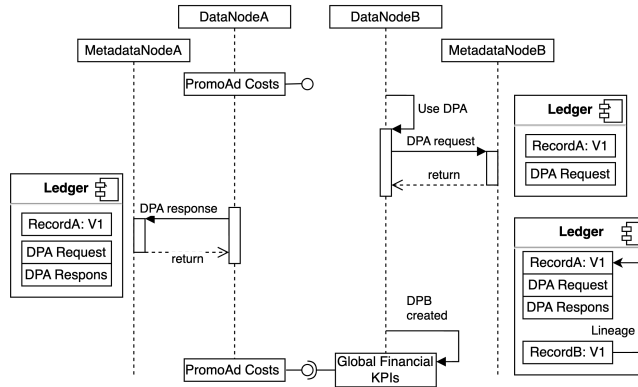 DataNodeA
DataNodeB
MetadataNodeA
MetadataNodeB
PromoAd Costs
Use DPA
Ledger
RecordA: V1
DPA Request
DPA request
return
Ledger
RecordA: V1
DPA Request
DPA Respons
DPA response
return
Ledger
RecordA: V1
DPA Request
DPA Respons
Lineage
RecordB: V1
DPB
created
PromoAd Costs
Global Financial
KPIs